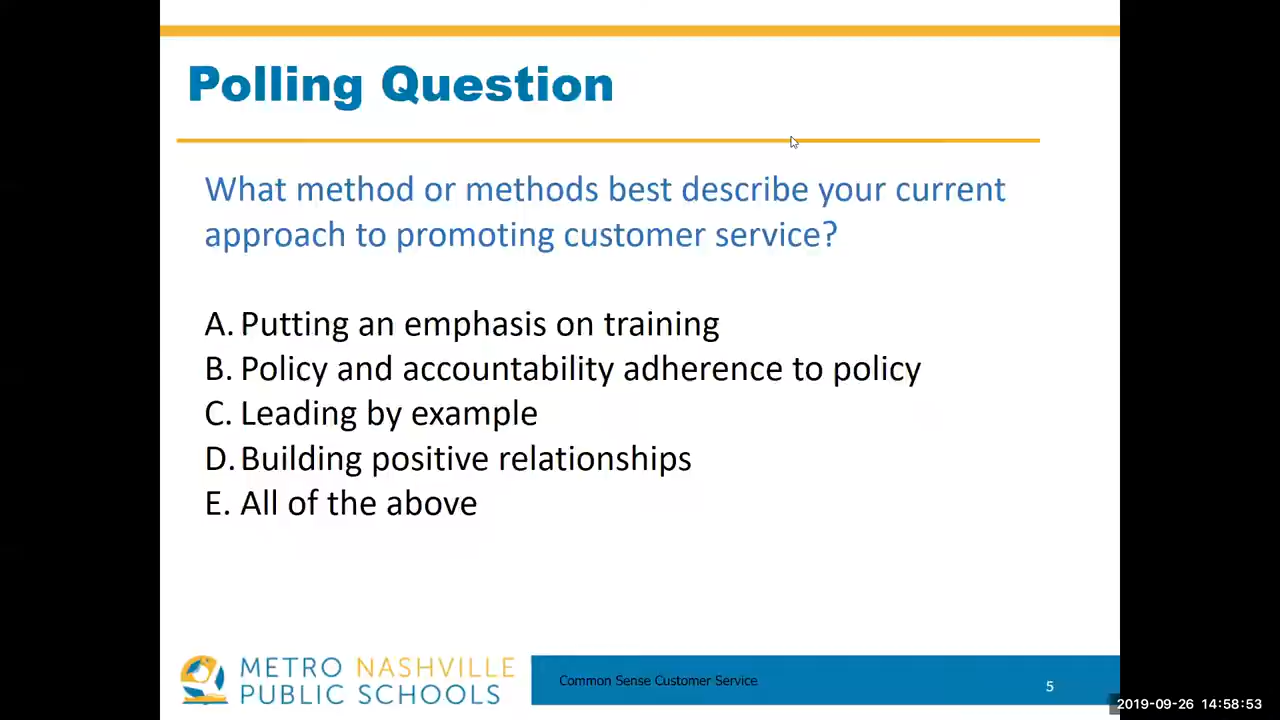 Polling Question
What method or methods best describe your current
approach to promoting customer service?
A. Putting an emphasis on training
B. Policy and accountability adherence to policy
C. Leading by example
D. Building positive relationships
E. All of the above
METRO NASHVILLE
PUBLIC SCHOOLS
Common Sense Customer Service
5
2019-09-26 14:58:53